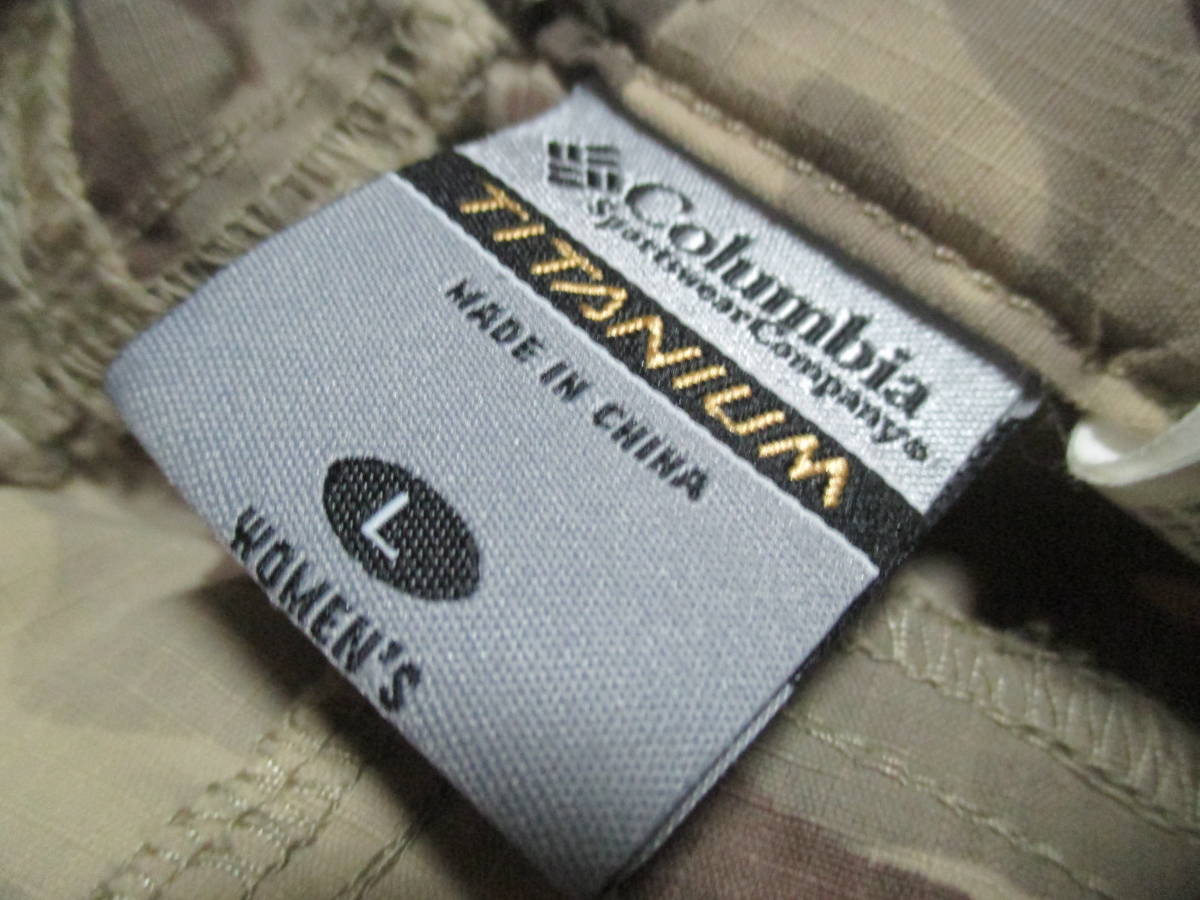 Columbia
Sportswear Company®
TITANIUM
MADE IN CHINA
L
WOMEN'S